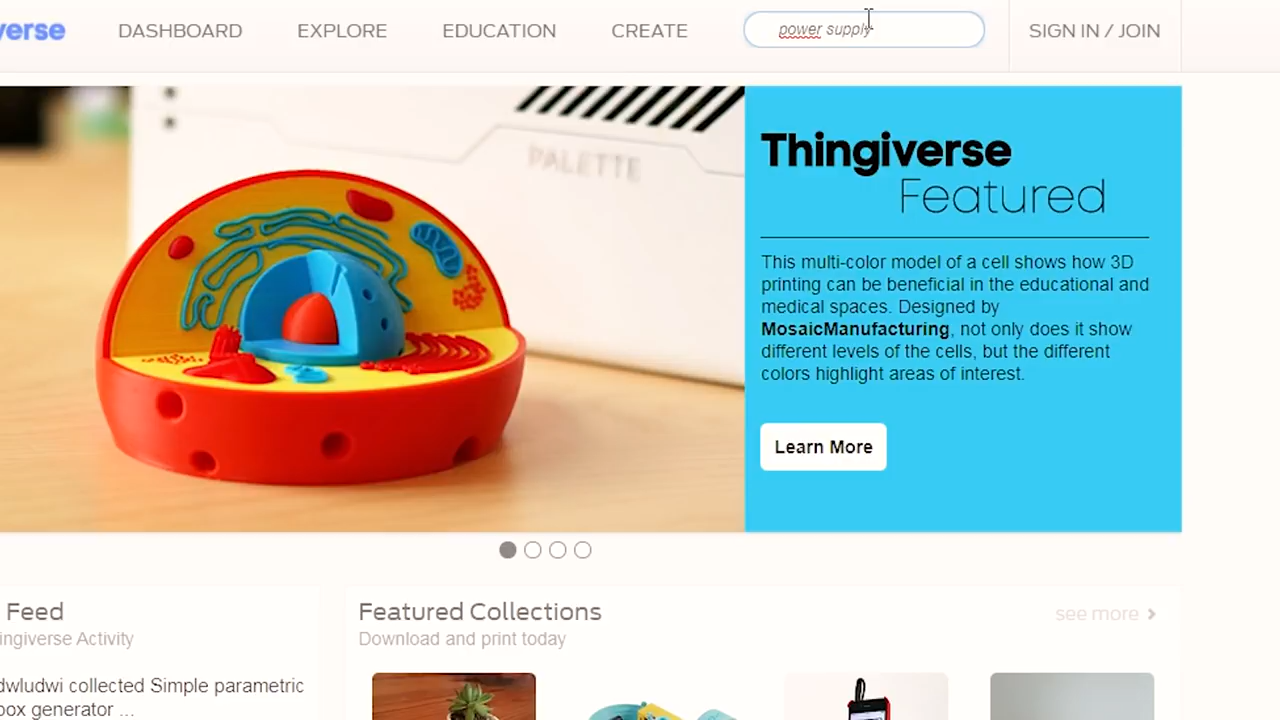 verse
DASHBOARD
EXPLORE
EDUCATION
CREATE
power supply
SIGN IN / JOIN
PALETTE
Thingiverse
Featured
This multi-color model of a cell shows how 3D
printing can be beneficial in the educational and
medical spaces. Designed by
MosaicManufacturing, not only does it show
different levels of the cells, but the different
colors highlight areas of interest.
Learn More
Feed
ingiverse Activity
dwludwi collected Simple parametric
box generator ...
Featured Collections
see more
Download and print today